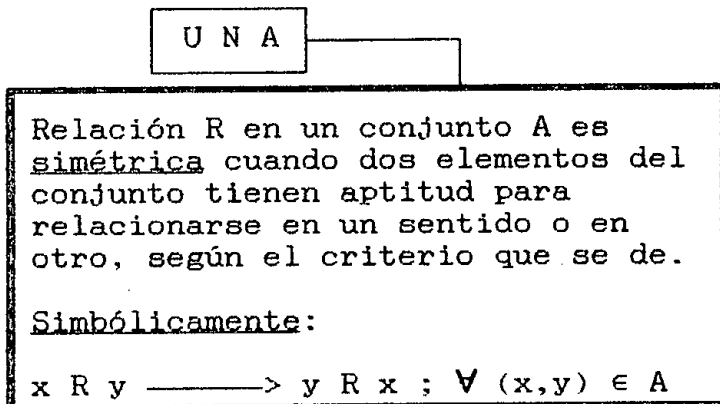 U N A
Relación R en un conjunto A es
simétrica cuando dos elementos del
conjunto tienen aptitud para
relacionarse en un sentido o en
otro, según el criterio que se de.
Simbólicamente:
x R y ———> y R x ; ∀ (x,y) ∈ A